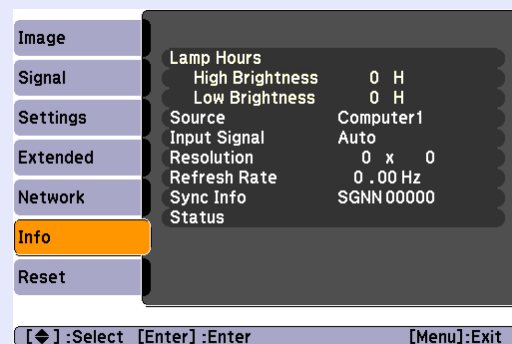 Image
Signal
Settings
Extended
Network
Info
Reset
Lamp Hours
High Brightness 0 H
Low Brightness 0 H
Source Computer1
Input Signal Auto
Resolution 0 x 0
Refresh Rate 0.00 Hz
Sync Info SGNN 00000
Status
[◆] :Select [Enter] :Enter [Menu]:Exit